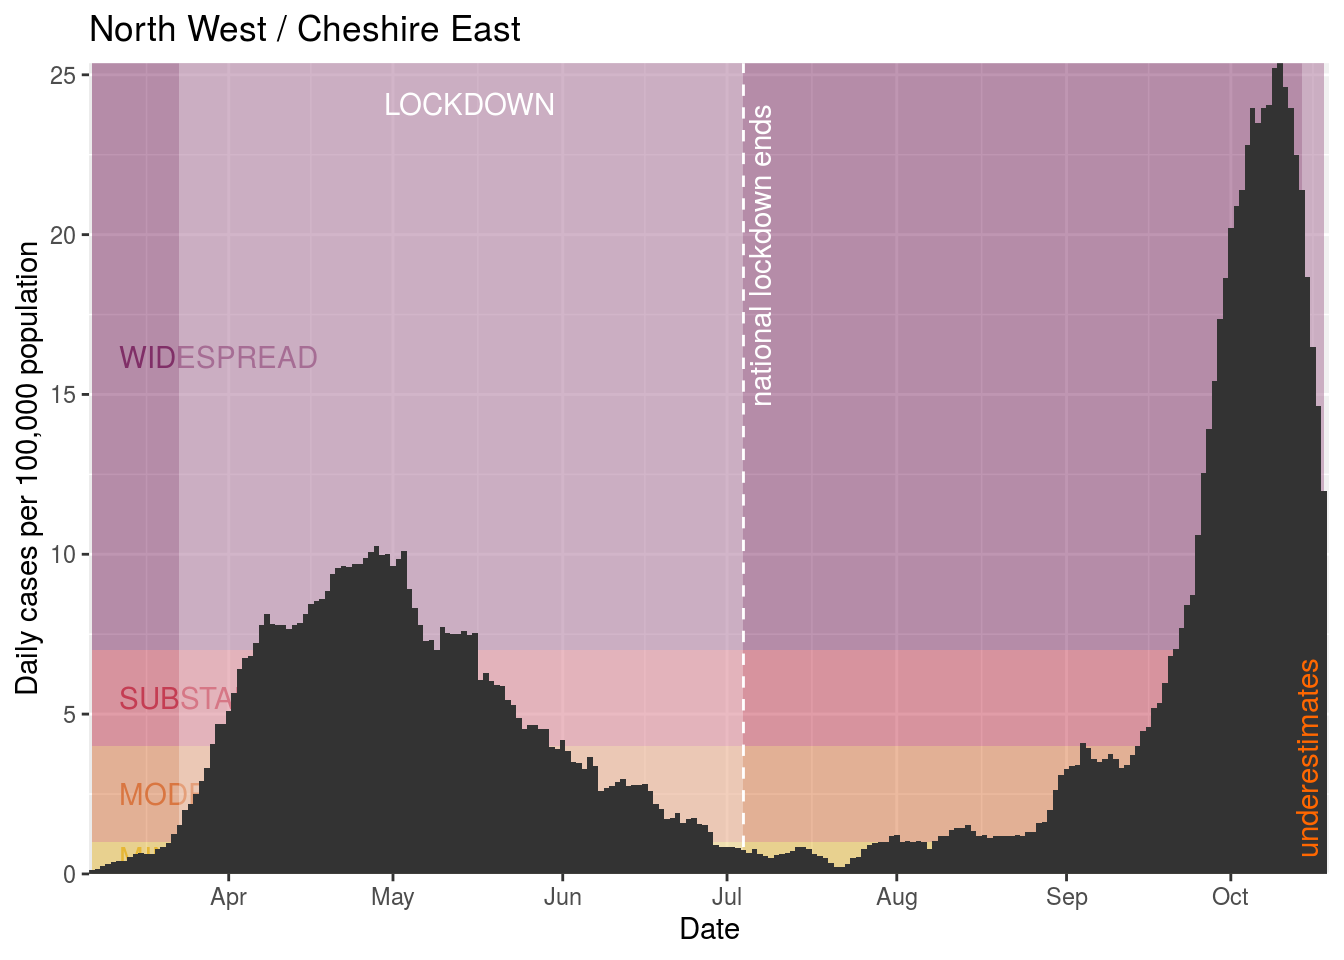 North West / Cheshire East
25
20
15
10
5
0
Daily cases per 100,000 population
LOCKDOWN
national lockdown ends
WIDESPREAD
SUBSTA
MOD
underestimates
Apr
May
Jun
Jul
Aug
Sep
Oct
Date